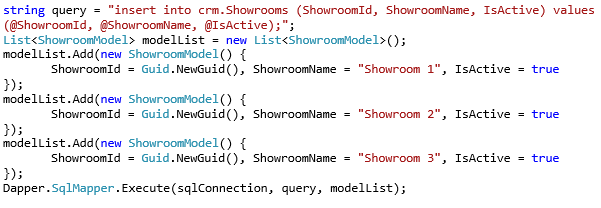 string query = "insert into crm.Showrooms (ShowroomId, ShowroomName, IsActive) values
(@ShowroomId, @ShowroomName, @IsActive);";
List<ShowroomModel> modelList = new List<ShowroomModel>();
modelList.Add(new ShowroomModel() {
ShowroomId = Guid.NewGuid(), ShowroomName = "Showroom 1", IsActive = true
});
modelList.Add(new ShowroomModel() {
ShowroomId = Guid.NewGuid(), ShowroomName = "Showroom 2", IsActive = true
});
modelList.Add(new ShowroomModel() {
ShowroomId = Guid.NewGuid(), ShowroomName = "Showroom 3", IsActive = true
});
Dapper.SqlMapper.Execute(sqlConnection, query, modelList);